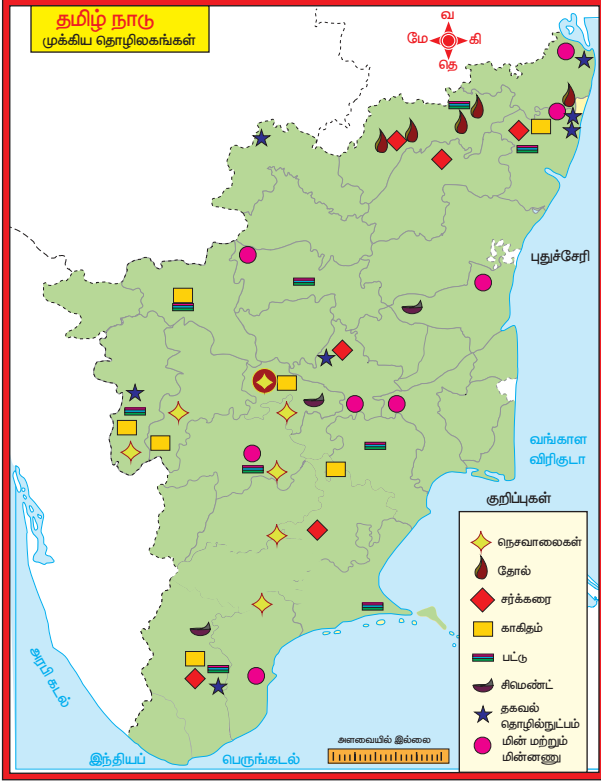 தமிழ் நாடு
முக்கிய தொழிலகங்கள்
வ
மே
கி
தெ
புதுச்சேரி
வங்காள
விரிகுடா
குறிப்புகள்
நெசவாலைகள்
தோல்
சர்க்கரை
காகிதம்
பட்டு
சிமெண்ட்
தகவல்
தொழில்நுட்பம்
மின் மற்றும்
மின்னணு
அரபி கடல்
அளவையில் இல்லை
இந்தியப் பெருங்கடல்